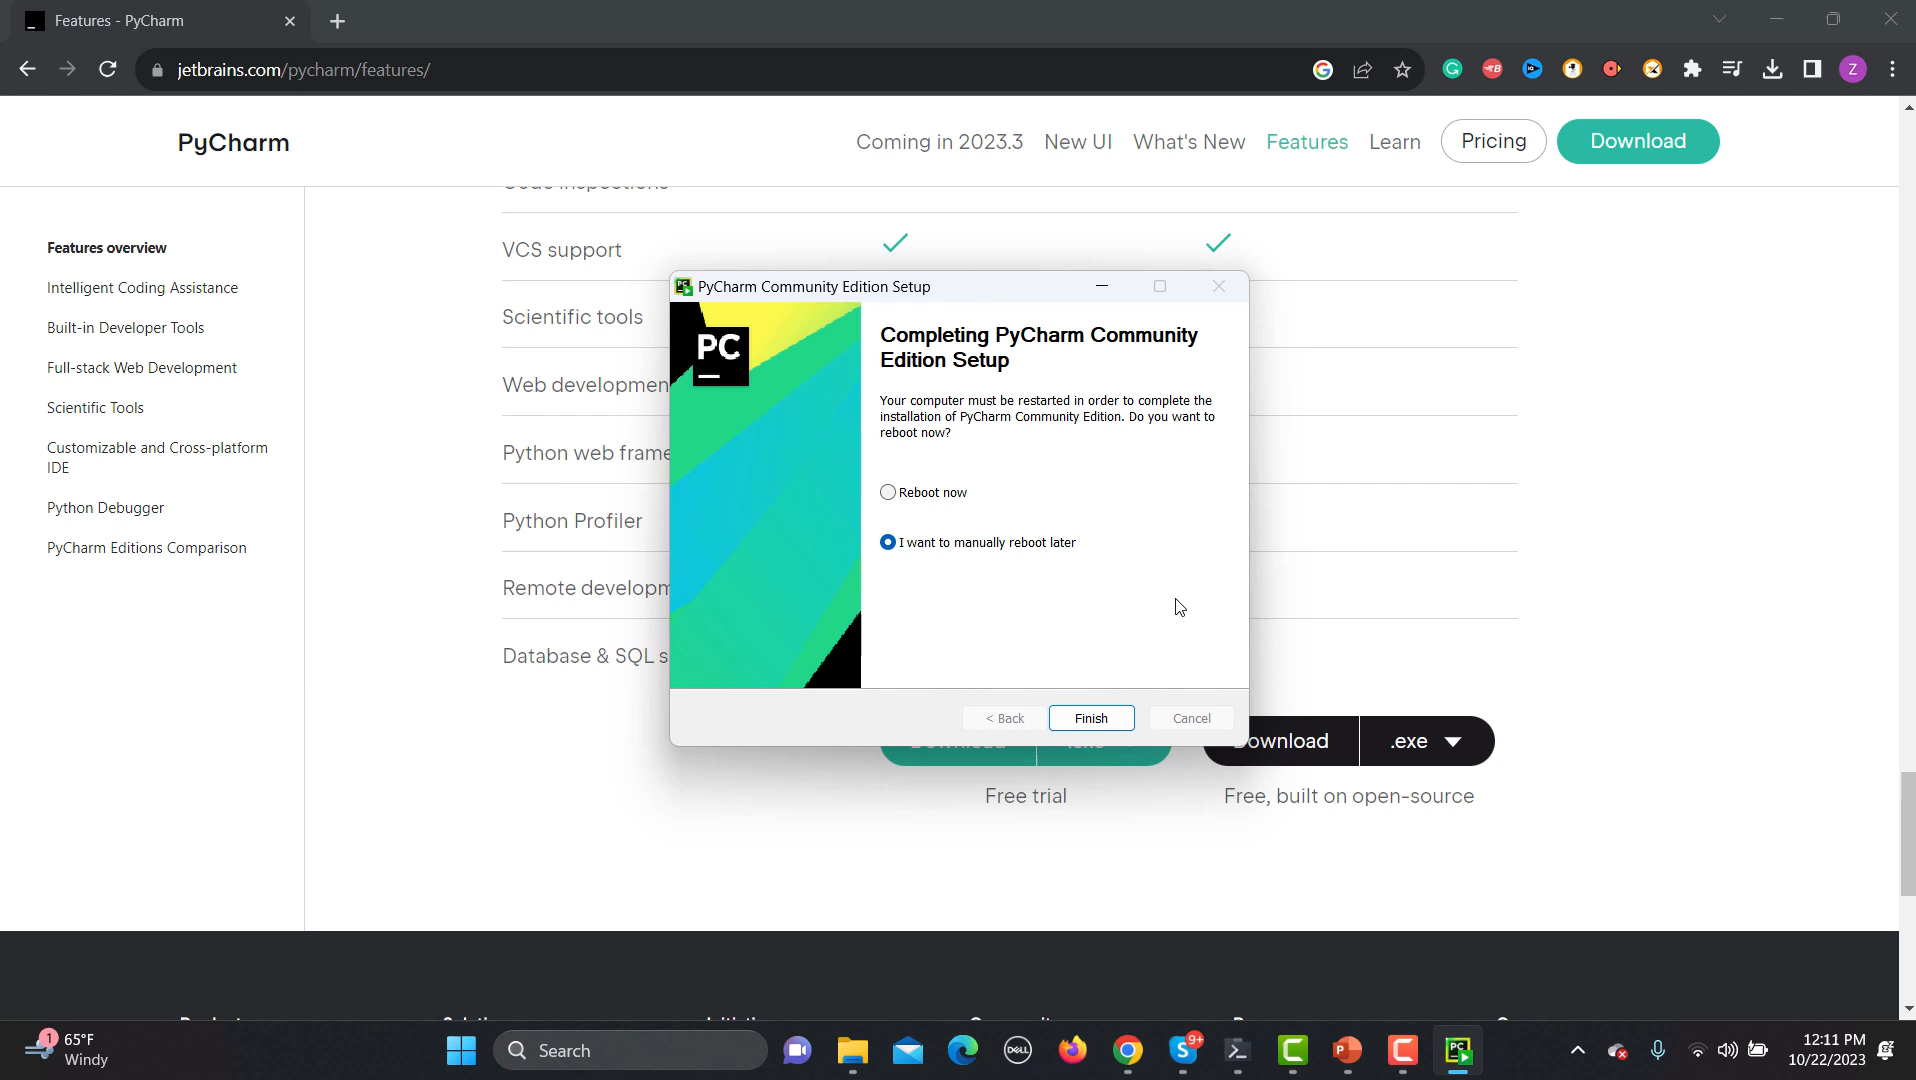 Features - PyCharm
jetbrains.com/pycharm/features/
Z
PyCharm
Coming in 2023.3
New UI
What's New
Features
Learn
Pricing
Download
Features overview
Intelligent Coding Assistance
Built-in Developer Tools
Full-stack Web Development
Scientific Tools
Customizable and Cross-platform
IDE
Python Debugger
PyCharm Editions Comparison
VCS support
Scientific tools
Web developmen
Python web frame
Python Profiler
Remote develop
Database & SQL s
PyCharm Community Edition Setup
PC
Completing PyCharm Community
Edition Setup
Your computer must be restarted in order to complete the
installation of PyCharm Community Edition. Do you want to
reboot now?
Reboot now
I want to manually reboot later
< Back
Finish
Cancel
Download
.exe
Free trial
Free, built on open-source
1
65°F
Windy
Search
DELL
9+
PC
12:11 PM
10/22/2023